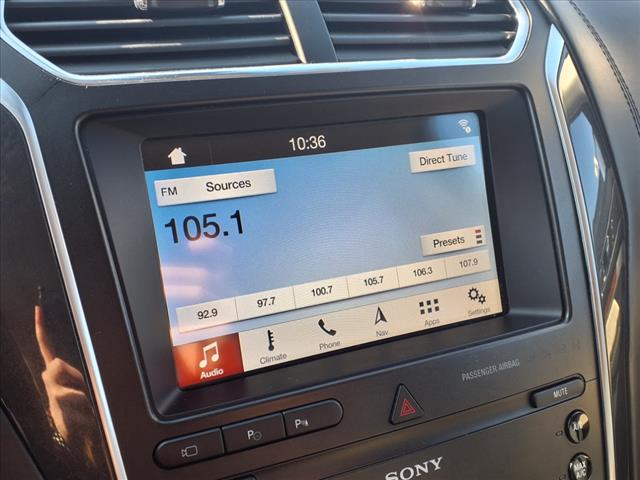 10:36
FM Sources
Direct Tune
105.1
Presets
92.9 97.7 100.7 105.7 106.3 107.9
Audio Climate Phone Nav Apps Settings
PASSENGER AIRBAG
MUTE
P P
SONY
MAX A/C